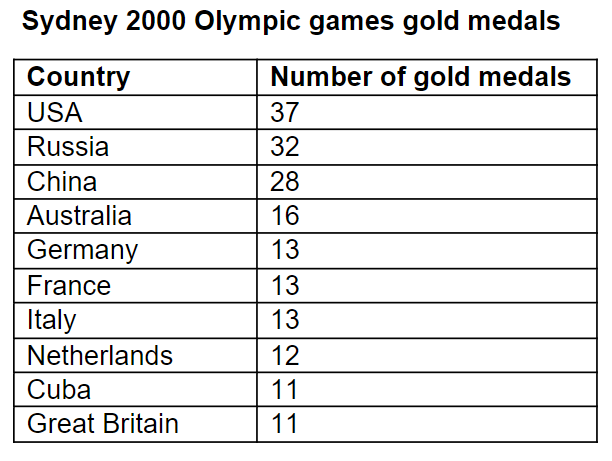 Sydney 2000 Olympic games gold medals
Country Number of gold medals
USA 37
Russia 32
China 28
Australia 16
Germany 13
France 13
Italy 13
Netherlands 12
Cuba 11
Great Britain 11